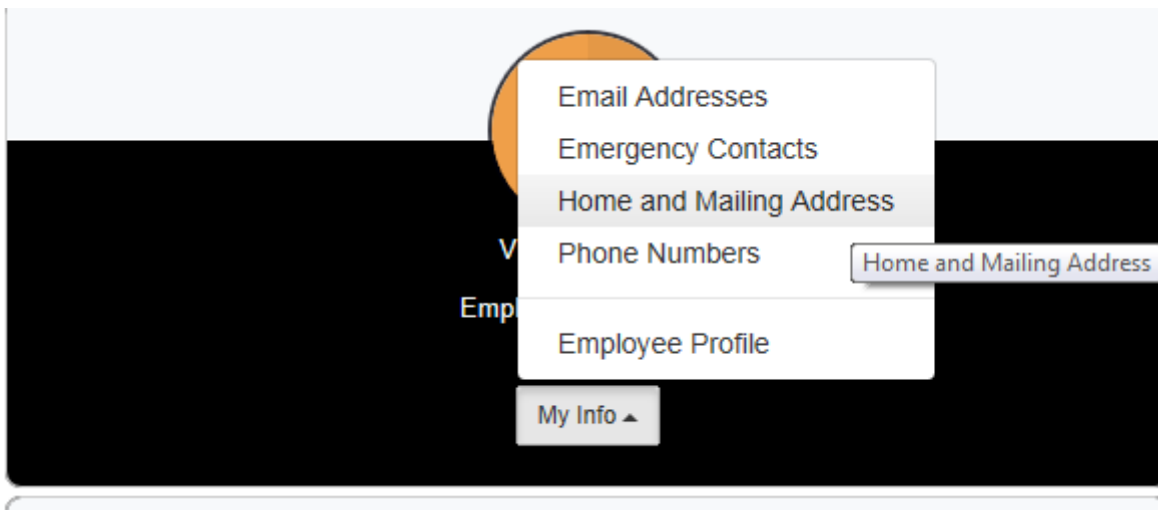 Email Addresses
Emergency Contacts
Home and Mailing Address
Phone Numbers
Home and Mailing Address
Employee Profile
My Info